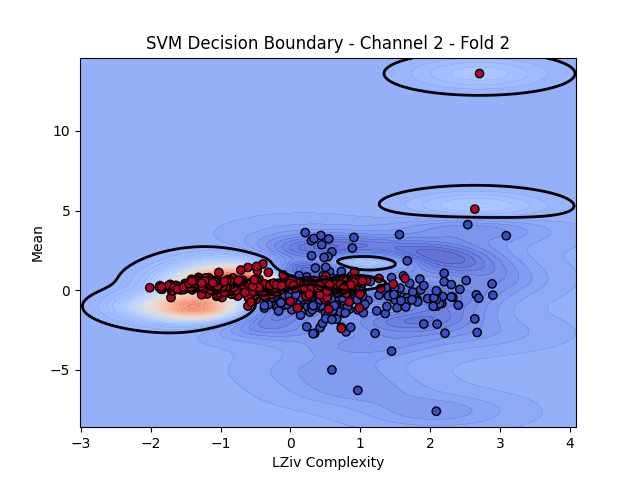 SVM Decision Boundary - Channel 2 - Fold 2
10
5
0
−5
Mean
−3 −2 −1 0 1 2 3 4
LZiv Complexity